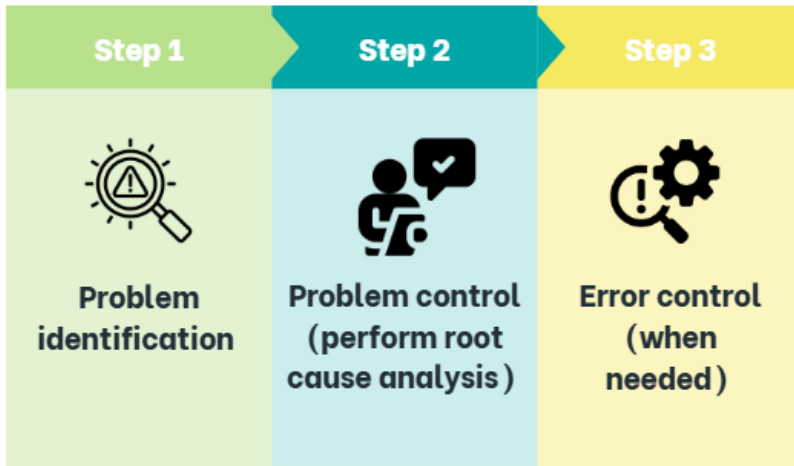 Step 1
Step 2
Step 3
Problem
identification
Problem control
(perform root
cause analysis)
Error control
(when
needed)